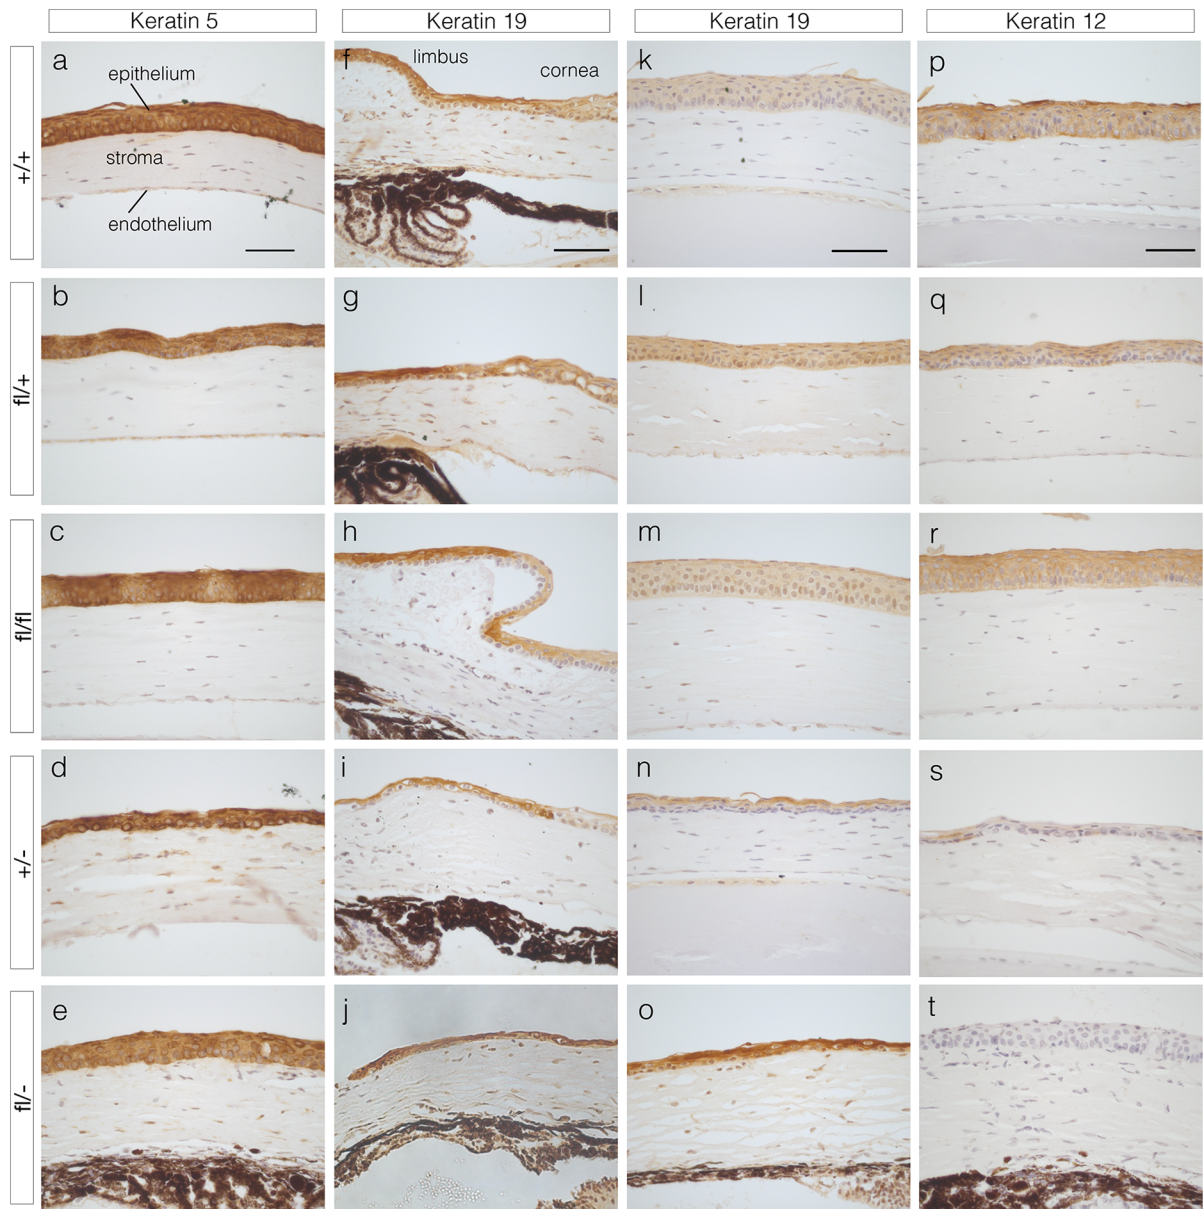 Keratin 5
Keratin 19
Keratin 19
Keratin 12
+/+
a
epithelium
stroma
endothelium
f
limbus
cornea
k
p
fl/+
b
g
l
q
fl/fl
c
h
m
r
+/-
d
i
n
s
fl/-
e
j
o
t